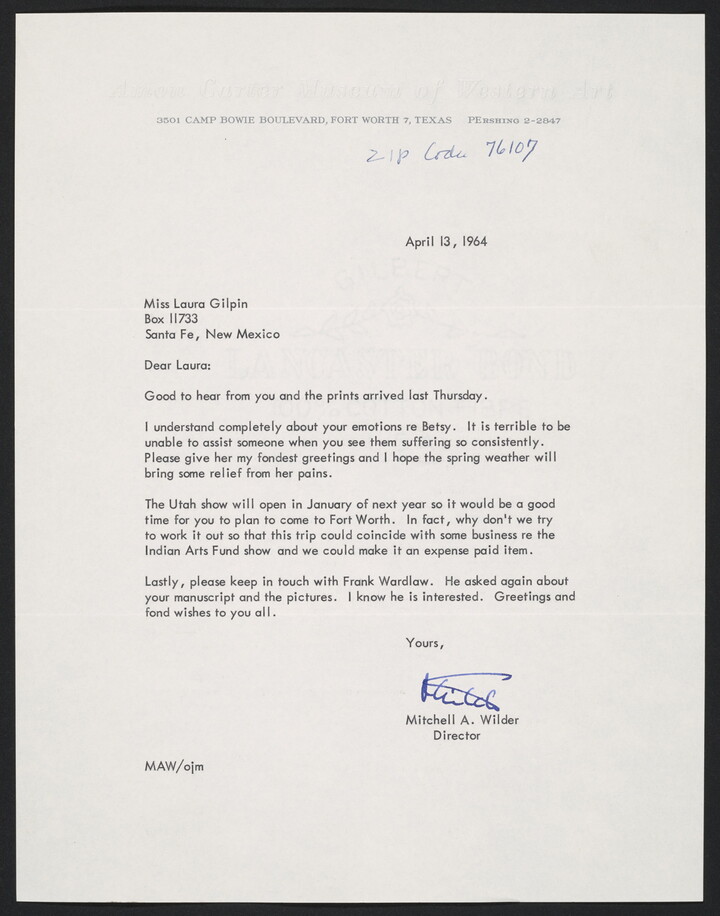 Amon Carter Museum of Western Art
3501 CAMP BOWIE BOULEVARD, FORT WORTH 7, TEXAS PERSHING 2-2847
Zip Code 76107
April 13, 1964
Miss Laura Gilpin
Box 11733
Santa Fe, New Mexico
Dear Laura:
Good to hear from you and the prints arrived last Thursday.
I understand completely about your emotions re Betsy. It is terrible to be
unable to assist someone when you see them suffering so consistently.
Please give her my fondest greetings and I hope the spring weather will
bring some relief from her pains.
The Utah show will open in January of next year so it would be a good
time for you to plan to come to Fort Worth. In fact, why don't we try
to work it out so that this trip could coincide with some business re the
Indian Arts Fund show and we could make it an expense paid item.
Lastly, please keep in touch with Frank Wardlaw. He asked again about
your manuscript and the pictures. I know he is interested. Greetings and
fond wishes to you all.
Yours,
Mitchell A. Wilder
Director
MAW/ojm